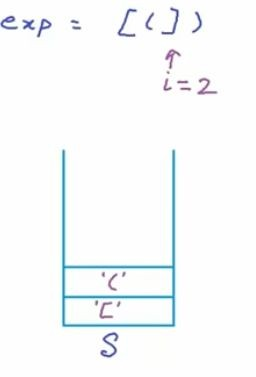 exp = [(])
↑
i=2
'('
'['
S